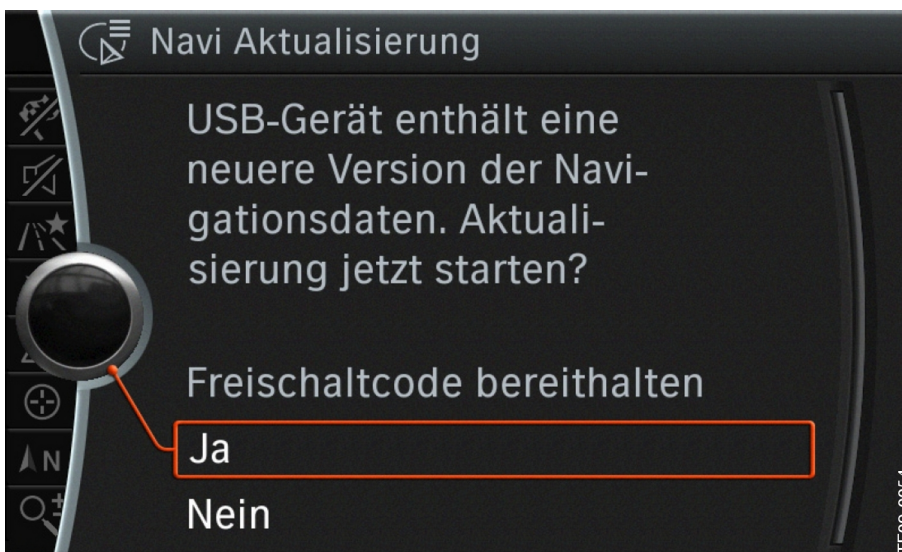 Navi Aktualisierung
USB-Gerät enthält eine
neuere Version der Navi-
gationsdaten. Aktuali-
sierung jetzt starten?
Freischaltcode bereithalten
Ja
Nein
N